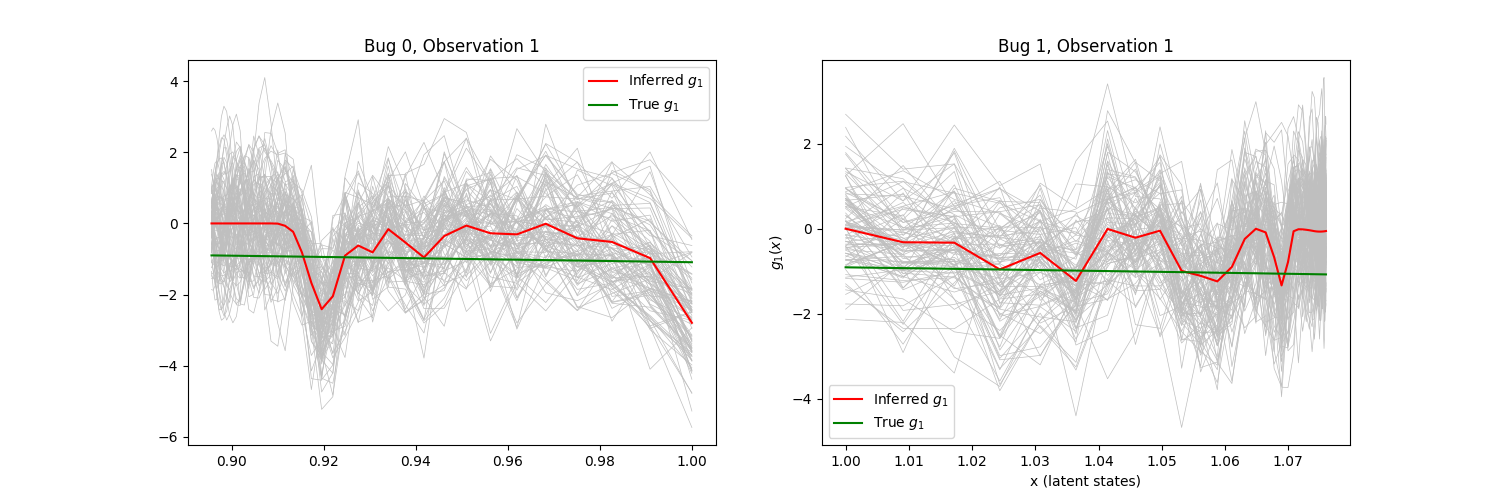 Bug 0, Observation 1
4
2
0
−2
−4
−6
0.90 0.92 0.94 0.96 0.98 1.00
Inferred g₁
True g₁
Bug 1, Observation 1
g₁(x)
2
0
−2
−4
1.00 1.01 1.02 1.03 1.04 1.05 1.06 1.07
x (latent states)
Inferred g₁
True g₁